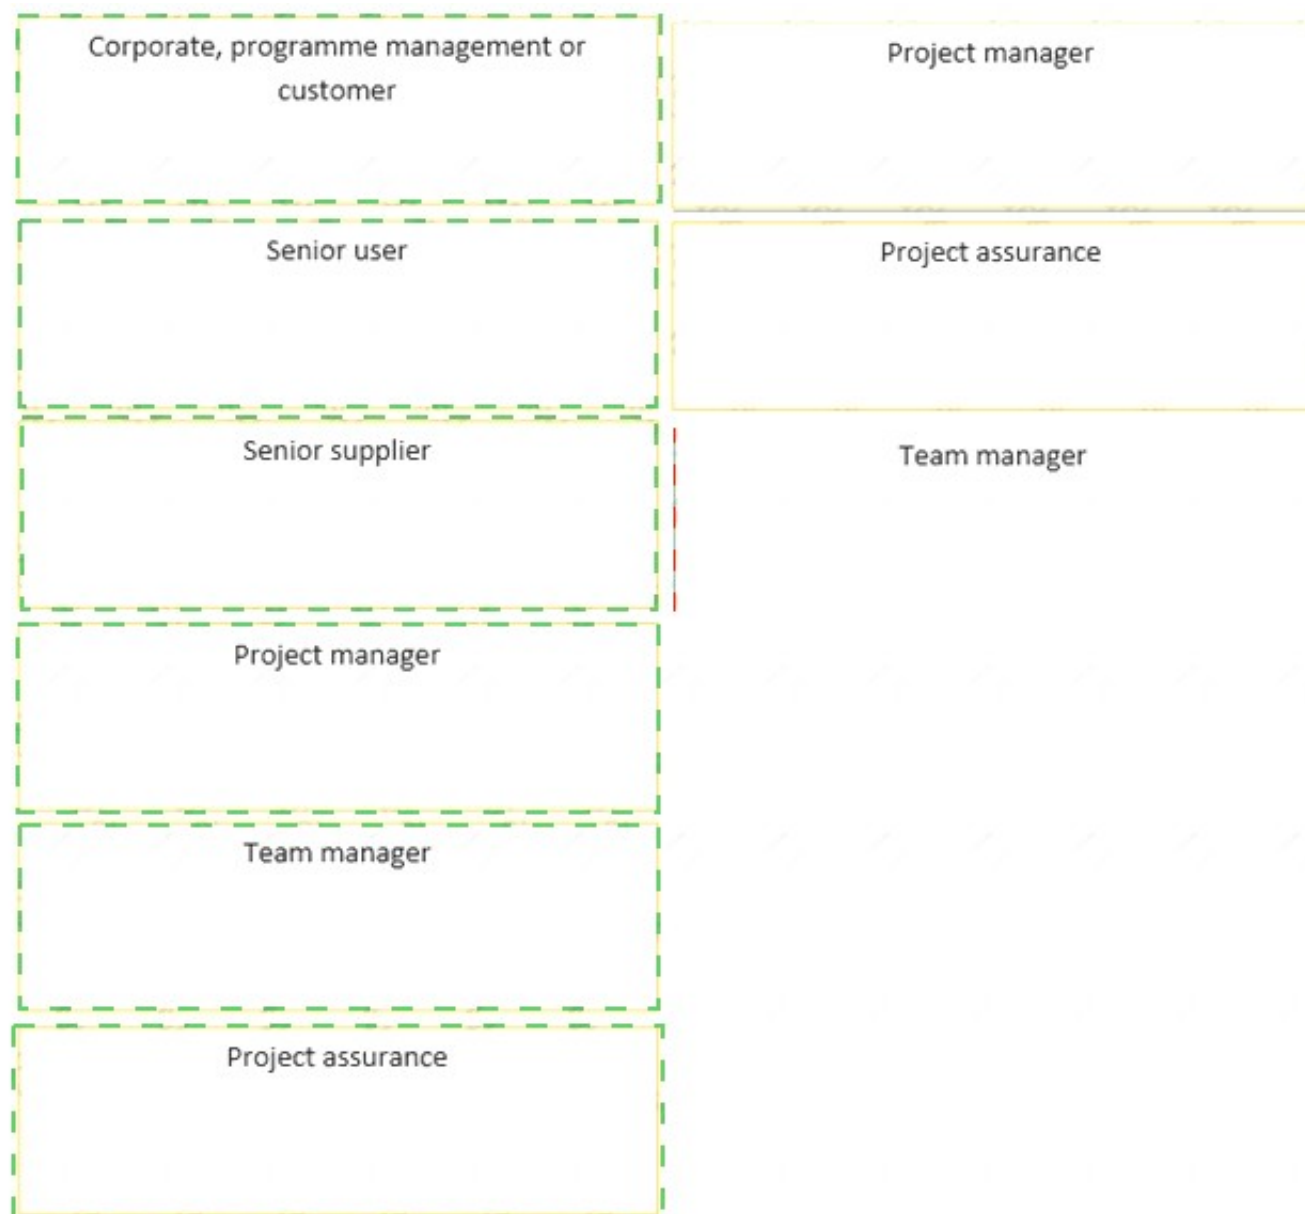 Corporate, programme management or
customer
Project manager
Senior user
Project assurance
Senior supplier
Team manager
Project manager
Team manager
Project assurance